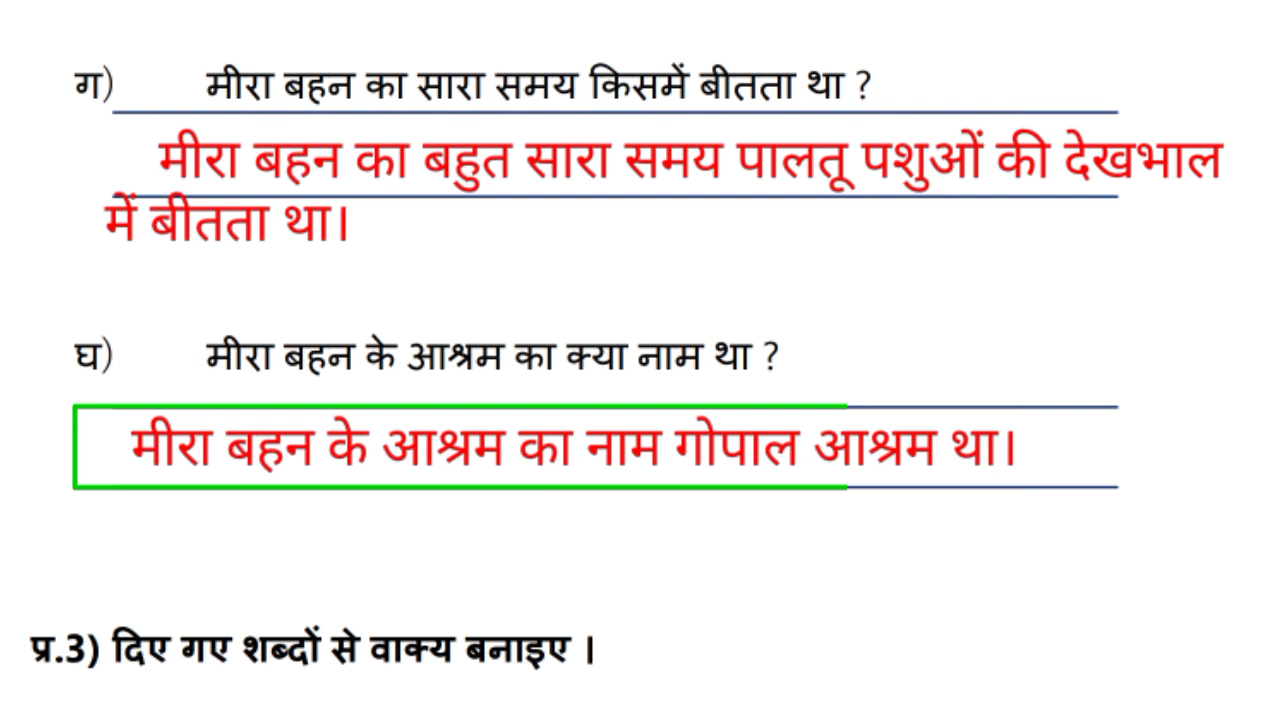 ग) मीरा बहन का सारा समय किसमें बीतता था ?
मीरा बहन का बहुत सारा समय पालतू पशुओं की देखभाल
में बीतता था।
घ) मीरा बहन के आश्रम का क्या नाम था ?
मीरा बहन के आश्रम का नाम गोपाल आश्रम था।
प्र.3) दिए गए शब्दों से वाक्य बनाइए ।